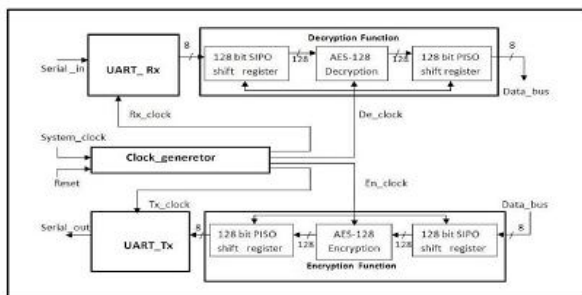 Decryption Function
Serial_in
UART_ Rx
8
128 bit SIPO
shift register
128
AES-128
Decryption
128
128 bit PISO
shift register
8
Data_bus
Rx_clock
De_clock
System_clock
Clock_generetor
Reset
En_clock
Tx_clock
Data_bus
Serial_out
UART_Tx
8
128 bit PISO
shift register
128
AES-128
Encryption
128
128 bit SIPO
shift register
8
Encryption Function